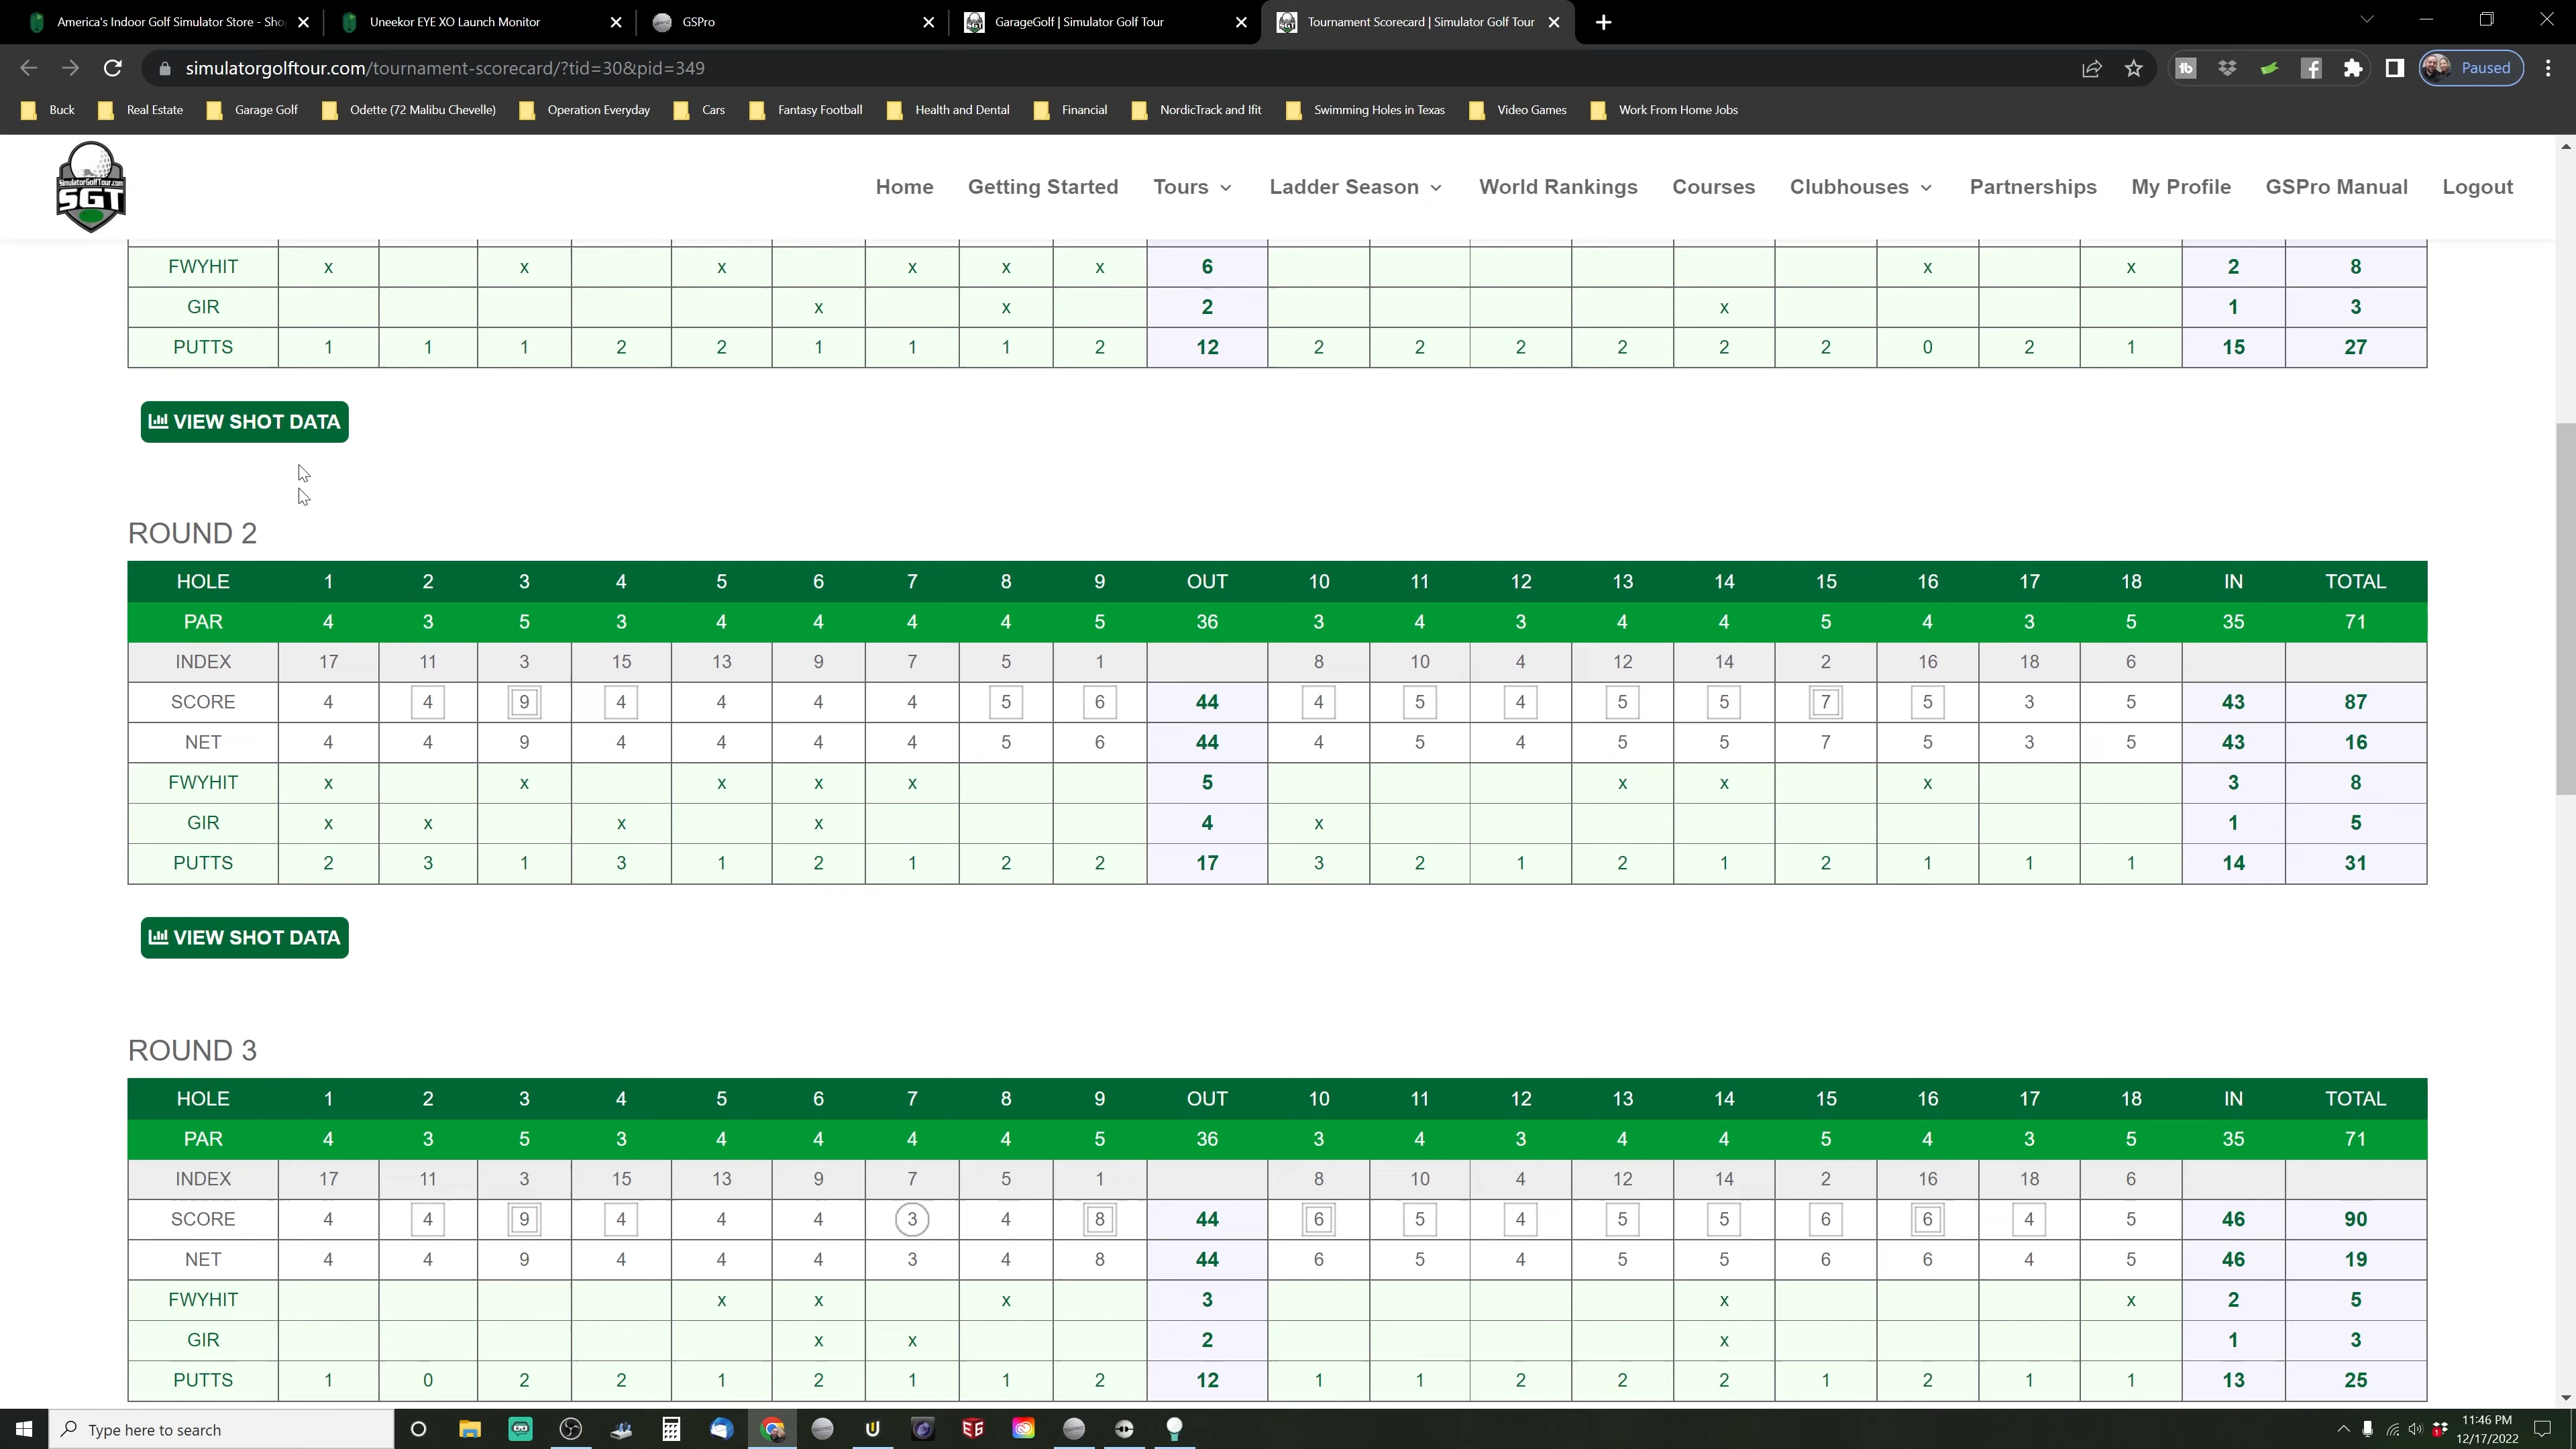 America's Indoor Golf Simulator Store - Sho
Uneekor EYE XO Launch Monitor
GSPro
GarageGolf | Simulator Golf Tour
Tournament Scorecard | Simulator Golf Tour
simulatorgolftour.com/tournament-scorecard/?tid=30&pid=349
Paused
Buck
Real Estate
Garage Golf
Odette (72 Malibu Chevelle)
Operation Everyday
Cars
Fantasy Football
Health and Dental
Financial
NordicTrack and Ifit
Swimming Holes in Texas
Video Games
Work From Home Jobs
SimulatorGolfTour.com
SGT
Home Getting Started Tours Ladder Season World Rankings Courses Clubhouses Partnerships My Profile GSPro Manual Logout
FWYHIT x x x x x x 6 x x 2 8
GIR x x 2 x 1 3
PUTTS 1 1 1 2 2 1 1 1 2 12 2 2 2 2 2 2 0 2 1 15 27
VIEW SHOT DATA
ROUND 2
HOLE 1 2 3 4 5 6 7 8 9 OUT 10 11 12 13 14 15 16 17 18 IN TOTAL
PAR 4 3 5 3 4 4 4 4 5 36 3 4 3 4 4 5 4 3 5 35 71
INDEX 17 11 3 15 13 9 7 5 1 8 10 4 12 14 2 16 18 6
SCORE 4 4 9 4 4 4 4 5 6 44 4 5 4 5 5 7 5 3 5 43 87
NET 4 4 9 4 4 4 4 5 6 44 4 5 4 5 5 7 5 3 5 43 16
FWYHIT x x x x x 5 x x x 3 8
GIR x x x x 4 x 1 5
PUTTS 2 3 1 3 1 2 1 2 2 17 3 2 1 2 1 2 1 1 1 14 31
VIEW SHOT DATA
ROUND 3
HOLE 1 2 3 4 5 6 7 8 9 OUT 10 11 12 13 14 15 16 17 18 IN TOTAL
PAR 4 3 5 3 4 4 4 4 5 36 3 4 3 4 4 5 4 3 5 35 71
INDEX 17 11 3 15 13 9 7 5 1 8 10 4 12 14 2 16 18 6
SCORE 4 4 9 4 4 4 3 4 8 44 6 5 4 5 5 6 6 4 5 46 90
NET 4 4 9 4 4 4 3 4 8 44 6 5 4 5 5 6 6 4 5 46 19
FWYHIT x x x 3 x x 2 5
GIR x x 2 x 1 3
PUTTS 1 0 2 2 1 2 1 1 2 12 1 1 2 2 2 1 2 1 1 13 25
Type here to search
11:46 PM
12/17/2022